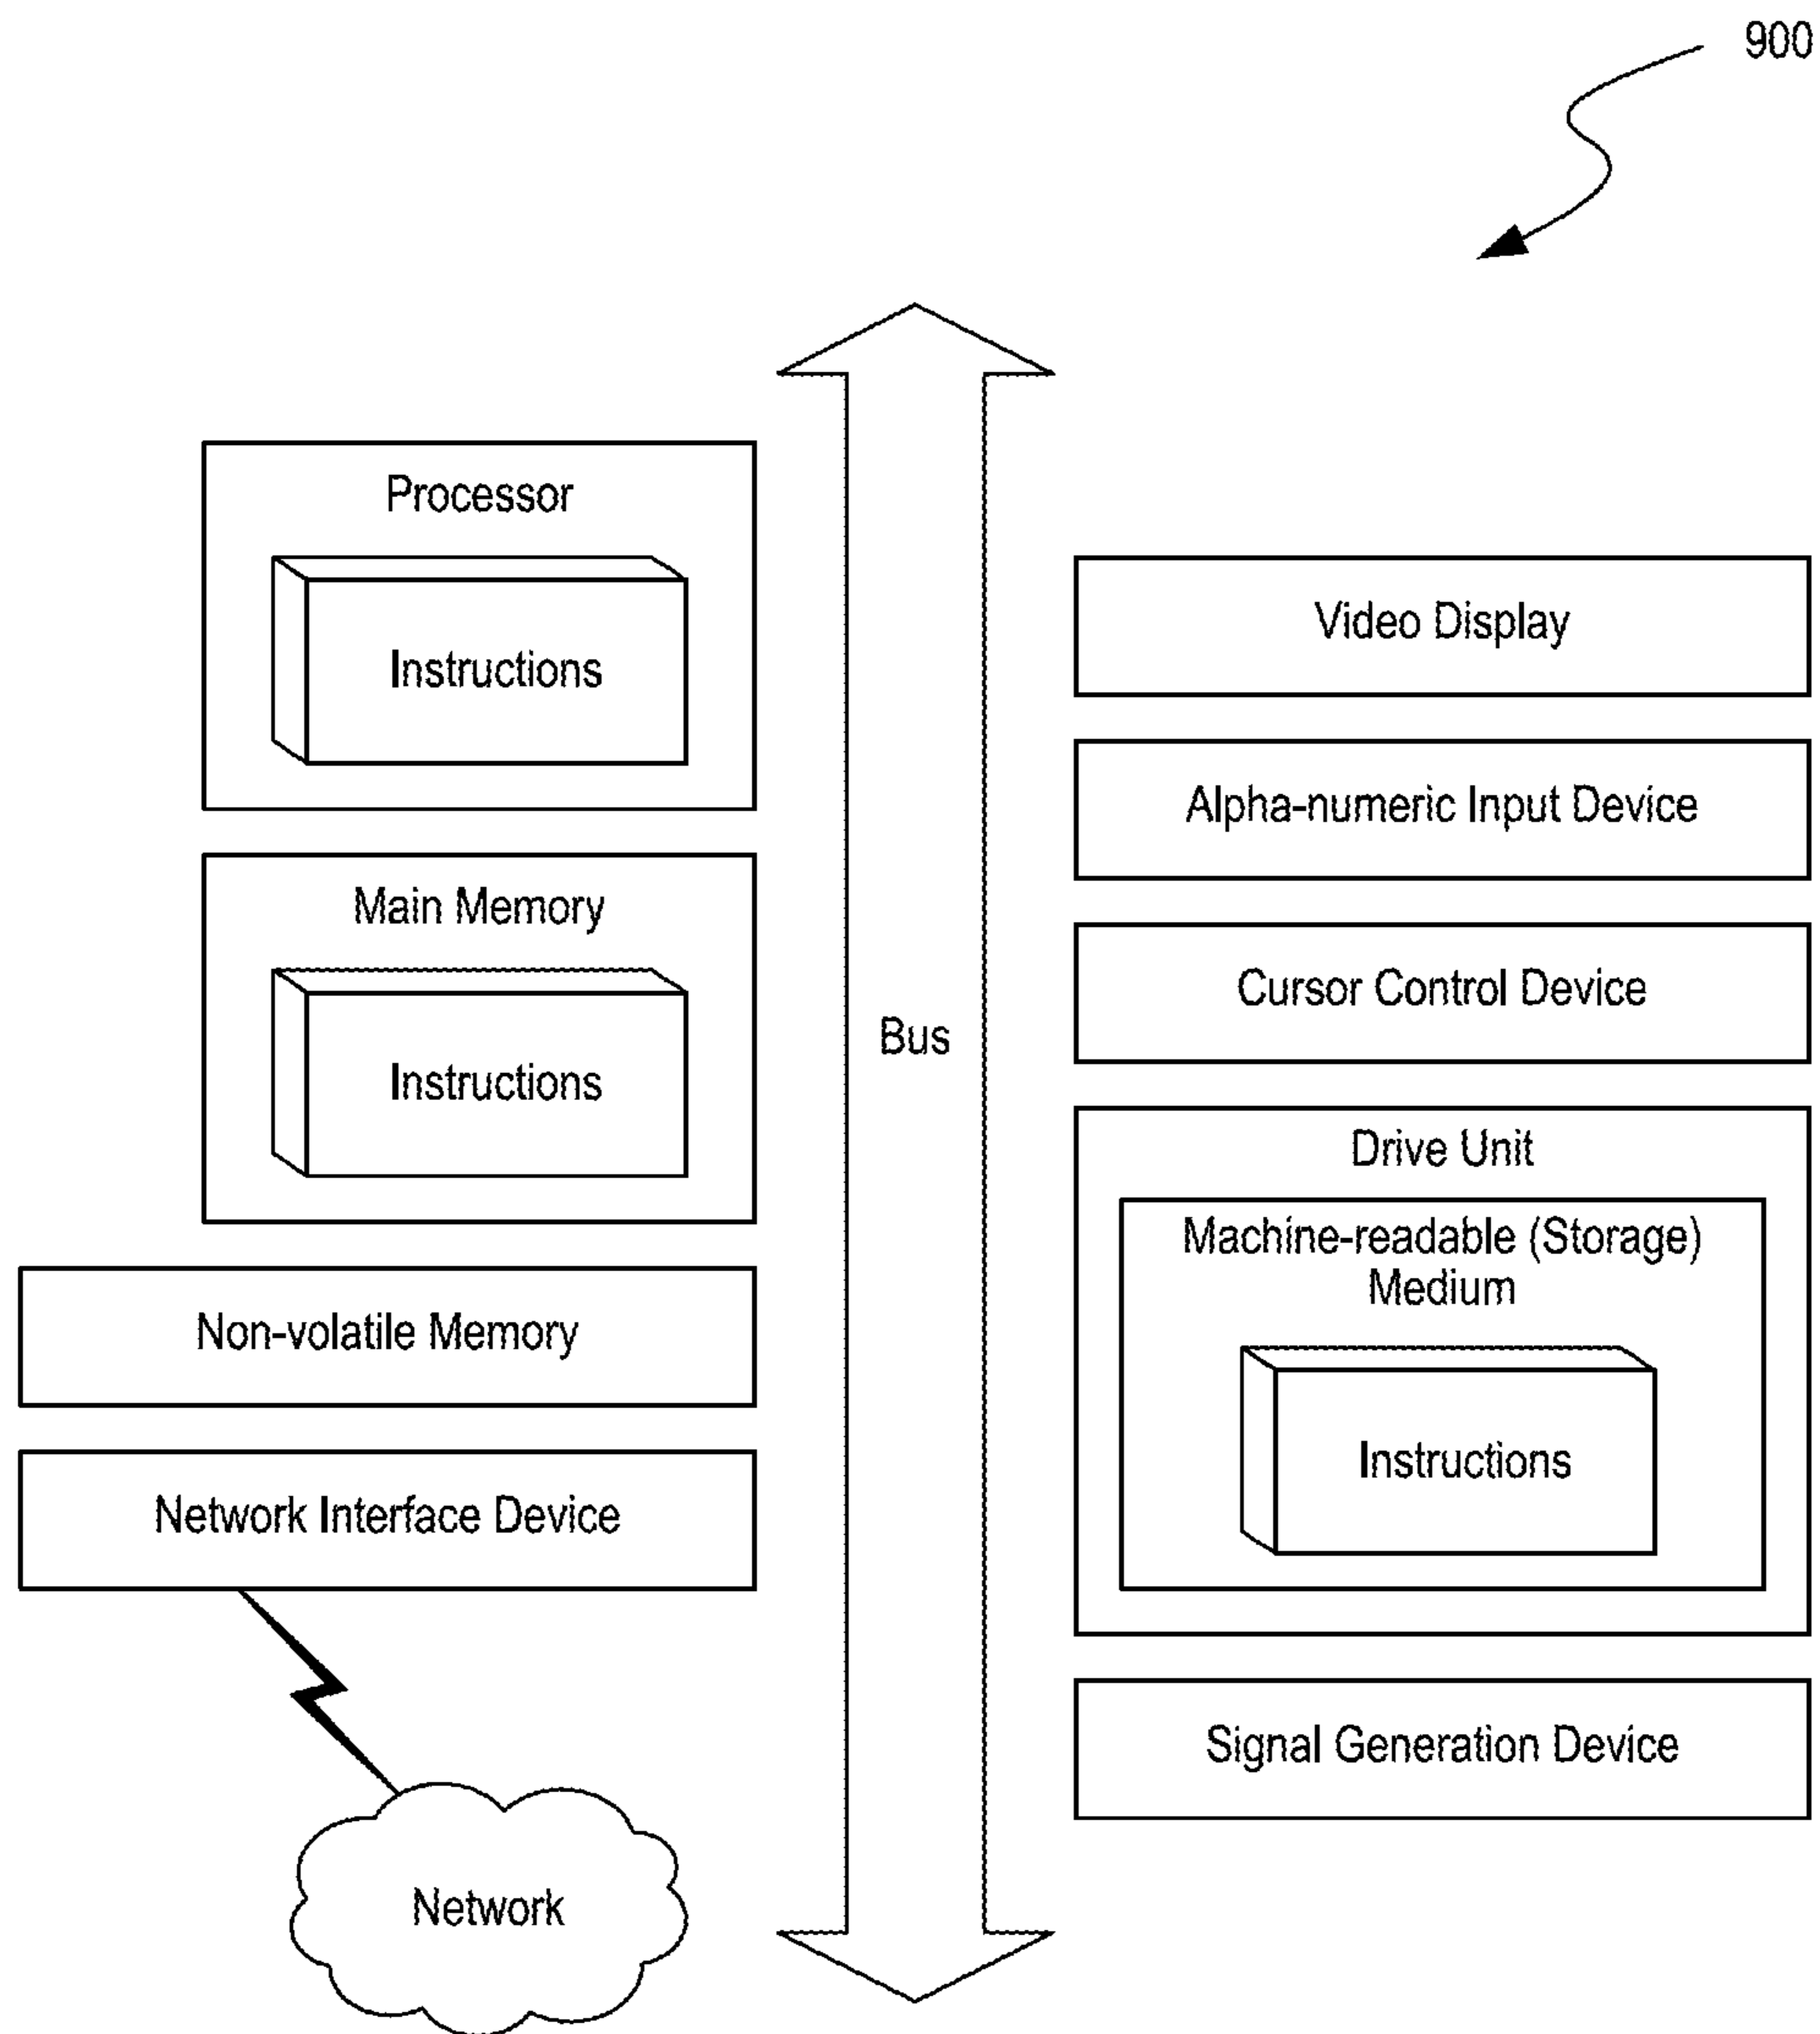 900
Processor
Instructions
Main Memory
Instructions
Non-volatile Memory
Network Interface Device
Network
Bus
Video Display
Alpha-numeric Input Device
Cursor Control Device
Drive Unit
Machine-readable (Storage)
Medium
Instructions
Signal Generation Device